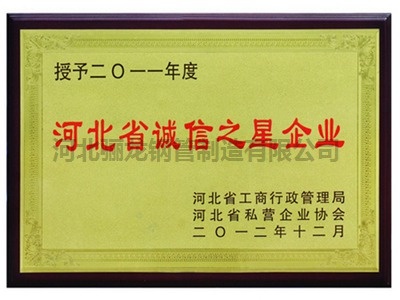 授予二〇一一年度
河北省诚信之星企业
河北骊龙钢管制造有限公司
河北省工商行政管理局
河北省私营企业协会
二〇一二年十二月